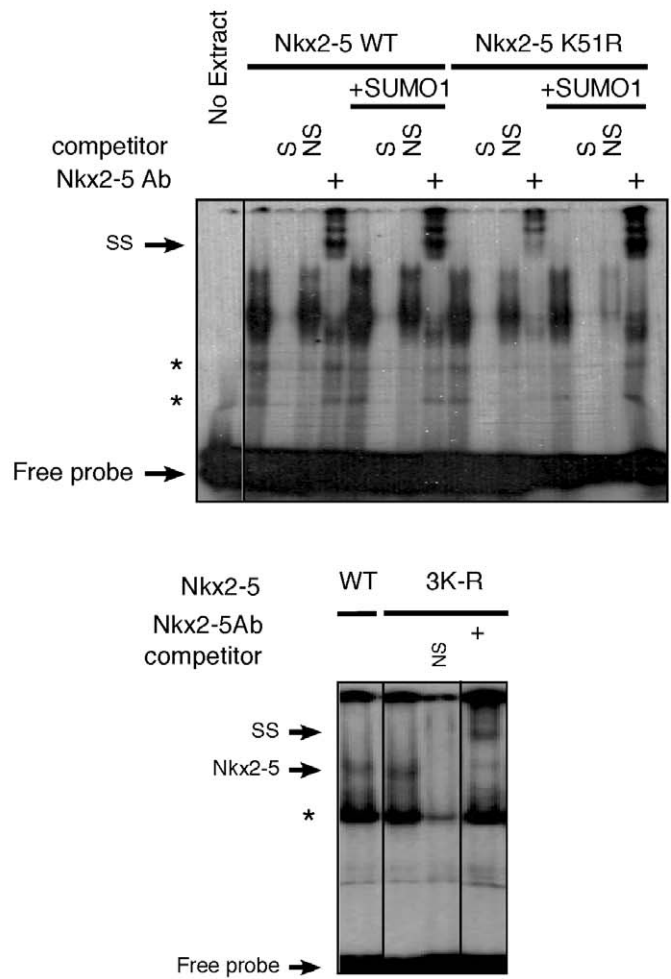 No Extract
Nkx2-5 WT Nkx2-5 K51R
+SUMO1 +SUMO1
competitor S NS S NS S NS S NS
Nkx2-5 Ab + + + +
SS
*
*
Free probe
Nkx2-5 WT 3K-R
Nkx2-5Ab +
competitor NS
SS
Nkx2-5
*
Free probe